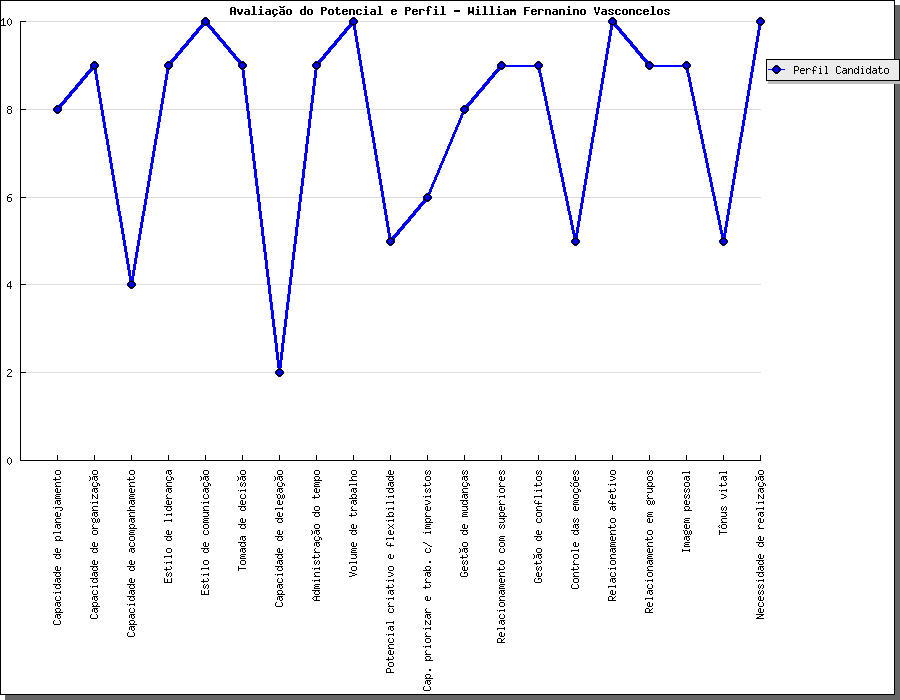 Avaliação do Potencial e Perfil - William Fernanino Vasconcelos
10
8
6
4
2
0
Perfil Candidato
Capacidade de planejamento
Capacidade de organização
Capacidade de acompanhamento
Estilo de liderança
Estilo de comunicação
Tomada de decisão
Capacidade de delegação
Administração do tempo
Volume de trabalho
Potencial criativo e flexibilidade
Cap. priorizar e trab. c/ imprevistos
Gestão de mudanças
Relacionamento com superiores
Gestão de conflitos
Controle das emoções
Relacionamento afetivo
Relacionamento em grupos
Imagem pessoal
Tônus vital
Necessidade de realização